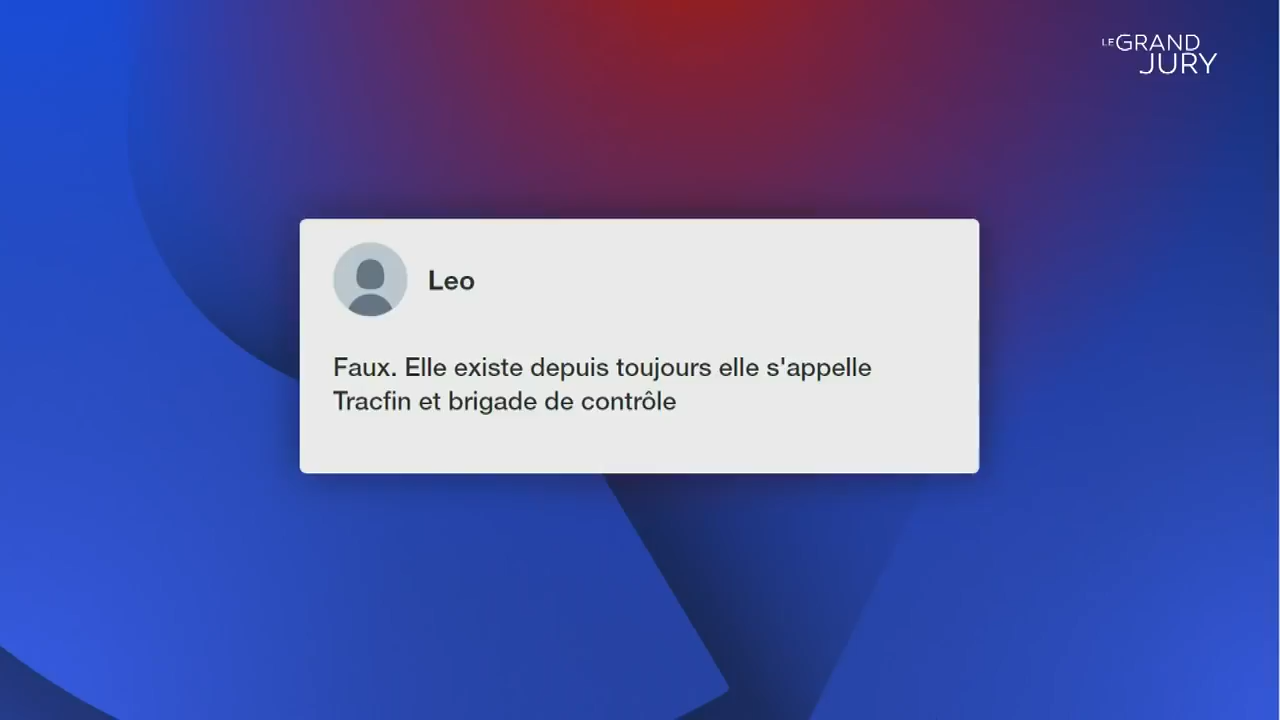 LE GRAND
JURY
Leo
Faux. Elle existe depuis toujours elle s'appelle
Tracfin et brigade de contrôle